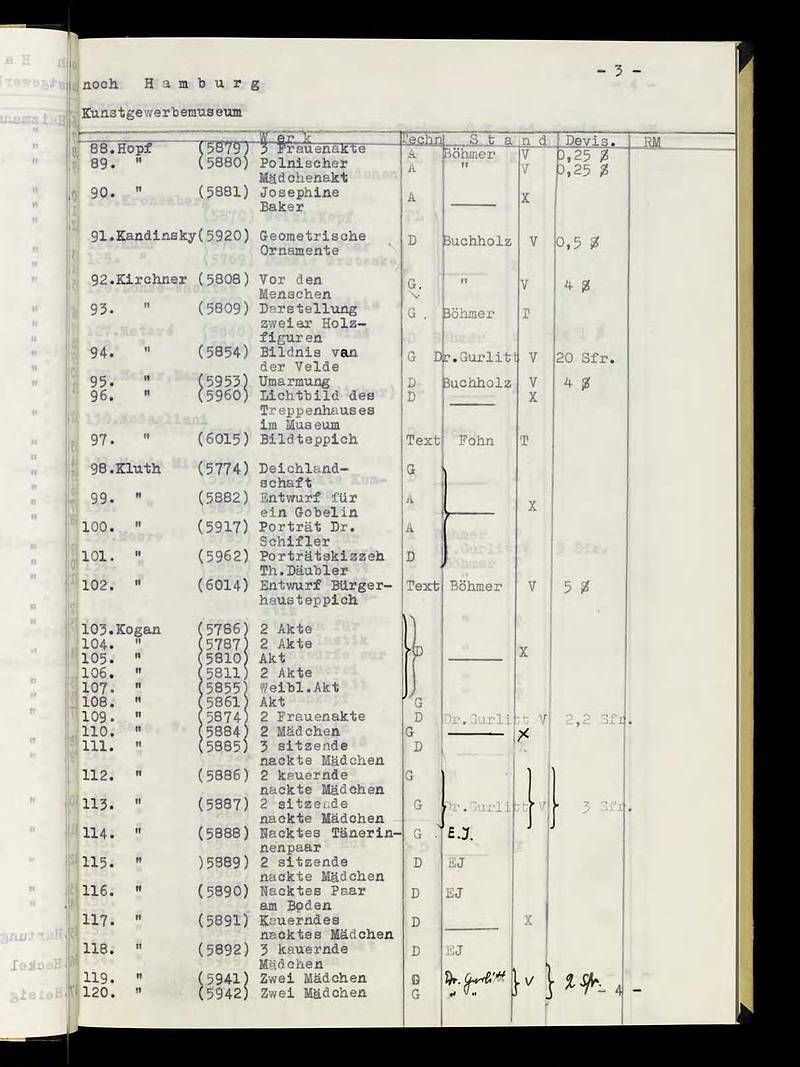 - 3 -
noch H a m b u r g
Kunstgewerbemuseum
W e r k Techn S t a n d Devis. RM
88.Hopf (5879) 3 Frauenakte A Böhmer V 0,25 $
89. " (5880) Polnischer A " V 0,25 $
Mädchenakt
90. " (5881) Josephine A X
Baker
91.Kandinsky(5920) Geometrische D Buchholz V 0,5 $
Ornamente
92.Kirchner (5808) Vor den G. " V 4 $
Menschen
93. " (5809) Darstellung G . Böhmer T
zweier Holz-
figuren
94. " (5854) Bildnis van G Dr.Gurlitt V 20 Sfr.
der Velde
95. " (5953) Umarmung D Buchholz V 4 $
96. " (5960) Lichtbild des D X
Treppenhauses
im Museum
97. " (6015) Bildteppich Text Fohn T
98.Kluth (5774) Deichland- G
schaft
99. " (5882) Entwurf für A X
ein Gobelin
100. " (5917) Porträt Dr. A
Schifler
101. " (5962) Porträtskizzeh D
Th.Däubler
102. " (6014) Entwurf Bürger- Text Böhmer V 5 $
hausteppich
103.Kogan (5786) 2 Akte
104. " (5787) 2 Akte D X
105. " (5810) Akt
106. " (5811) 2 Akte
107. " (5855) Weibl.Akt
108. " (5861) Akt G
109. " (5874) 2 Frauenakte D Dr.Gurlitt V 2,2 Sfr.
110. " (5884) 2 Mädchen G X
111. " (5885) 3 sitzende D
nackte Mädchen
112. " (5886) 2 kauernde G
nackte Mädchen
113. " (5887) 2 sitzende G Dr.Gurlitt V 3 Sfr.
nackte Mädchen
114. " (5888) Nacktes Tänerin- G . E.J.
nenpaar
115. " )5889) 2 sitzende D EJ
nackte Mädchen
116. " (5890) Nacktes Paar D EJ
am Boden
117. " (5891) Kauerndes D X
nacktes Mädchen
118. " (5892) 3 kauernde D EJ
Mädchen
119. " (5941) Zwei Mädchen G Dr. Gurlitt V 2 Sfr.
120. " (5942) Zwei Mädchen G " "
- 4 -